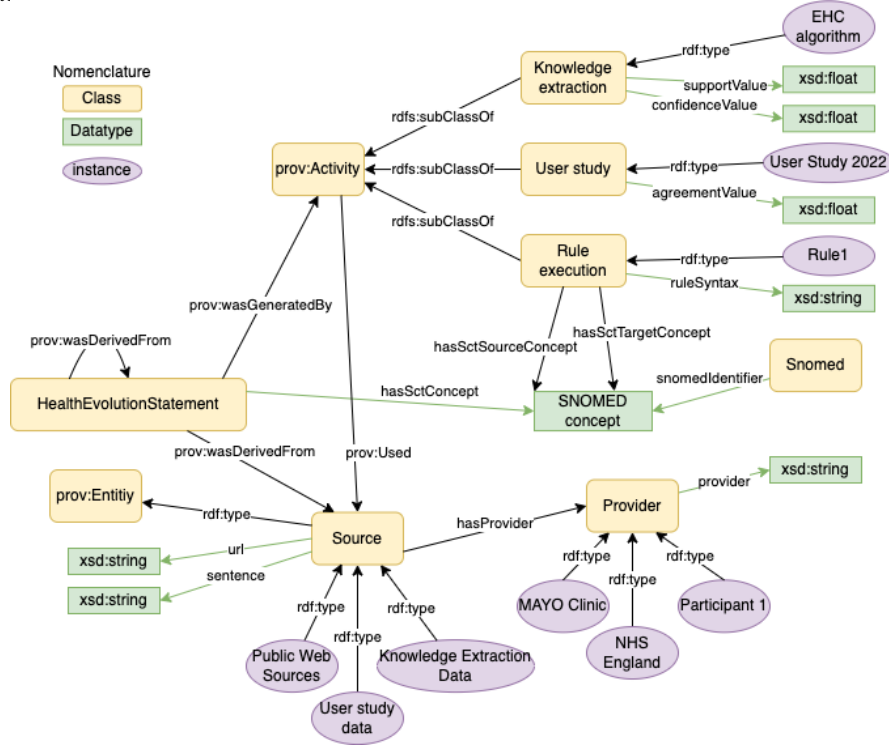 EHC
algorithm
rdf:type
Nomenclature
Class
Datatype
instance
Knowledge
extraction
supportValue
confidenceValue
xsd:float
xsd:float
rdfs:subClassOf
prov:Activity
rdfs:subClassOf
User study
rdf:type
User Study 2022
agreementValue
xsd:float
rdfs:subClassOf
Rule
execution
rdf:type
Rule1
ruleSyntax
xsd:string
prov:wasGeneratedBy
hasSctTargetConcept
hasSctSourceConcept
prov:wasDerivedFrom
Snomed
snomedIdentifier
HealthEvolutionStatement
hasSctConcept
SNOMED
concept
prov:wasDerivedFrom
prov:Used
xsd:string
provider
prov:Entitiy
rdf:type
Provider
Source
hasProvider
url
xsd:string
sentence
xsd:string
rdf:type
rdf:type
rdf:type
MAYO Clinic
Participant 1
NHS
England
rdf:type
rdf:type
rdf:type
Public Web
Sources
Knowledge Extraction
Data
User study
data